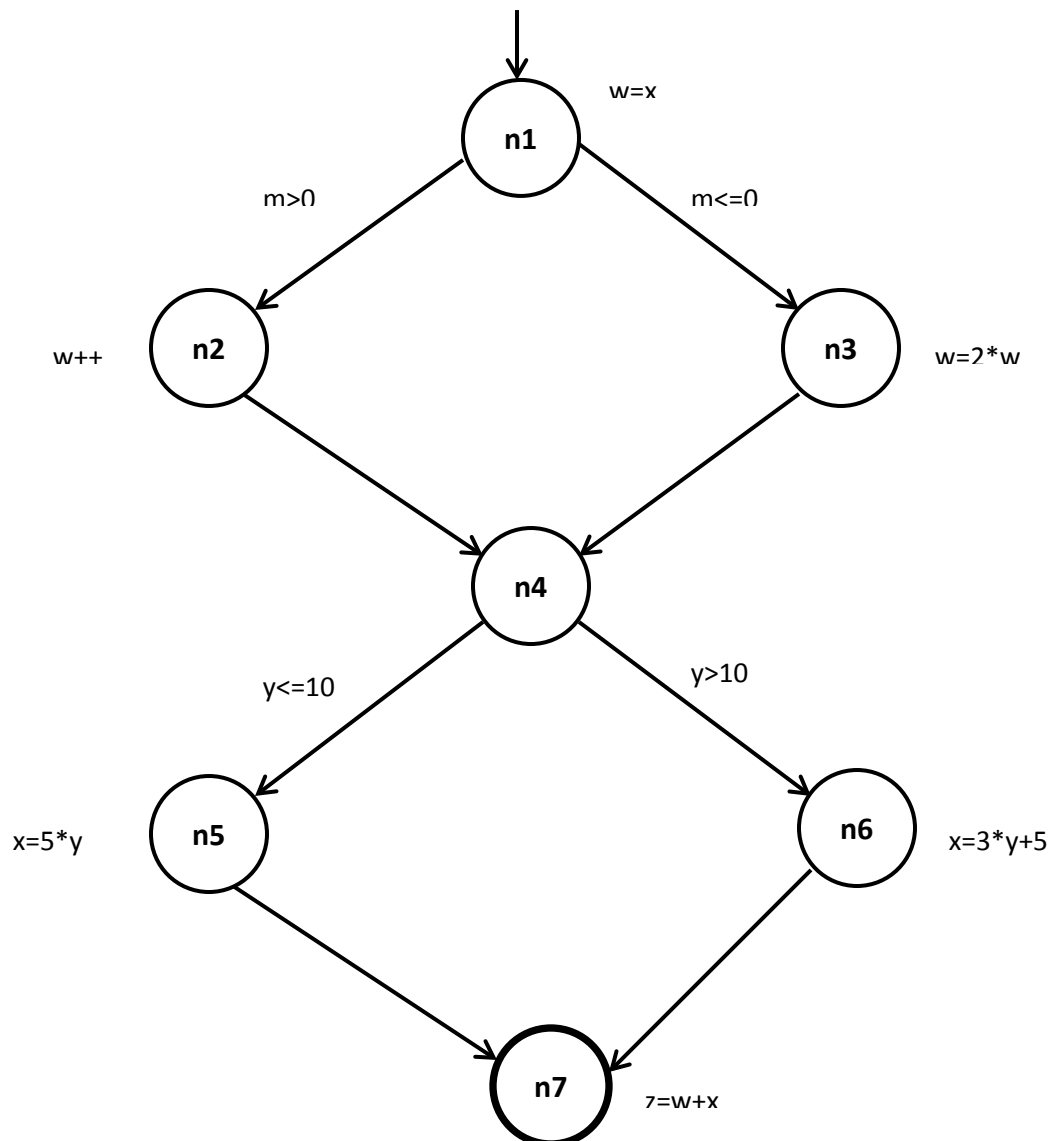 w=x
n1
m>0
m<=0
n2
n3
w++
w=2*w
n4
y<=10
y>10
n5
n6
x=5*y
x=3*y+5
n7
z=w+x